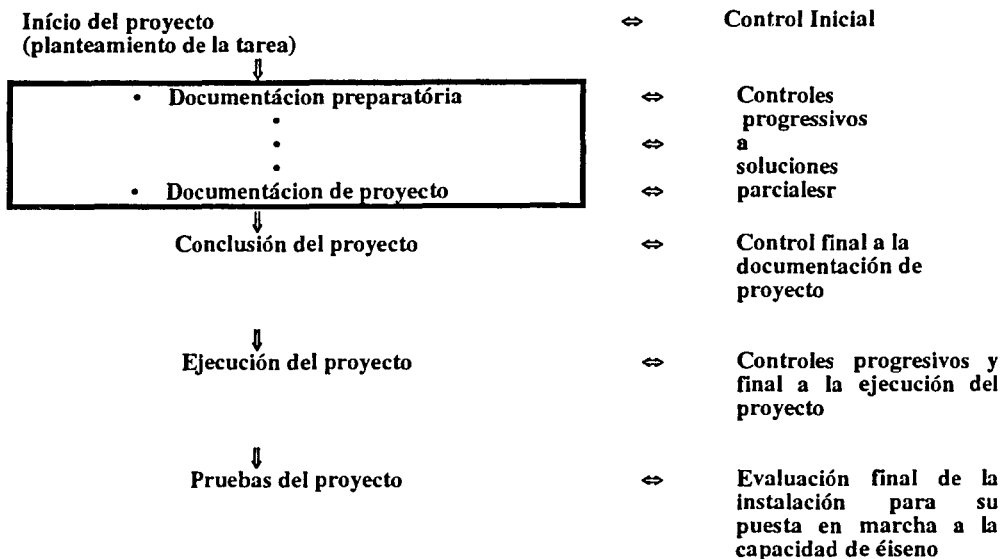 Início del proyecto ⇔ Control Inicial
(planteamiento de la tarea)
⇓
• Documentácion preparatória ⇔ Controles
• progressivos
• ⇔ a
• soluciones
• Documentácion de proyecto ⇔ parcialesr
⇓
Conclusión del proyecto ⇔ Control final a la
documentación de
proyecto
⇓
Ejecución del proyecto ⇔ Controles progresivos y
final a la ejecución del
proyecto
⇓
Pruebas del proyecto ⇔ Evaluación final de la
instalación para su
puesta en marcha a la
capacidad de éiseno